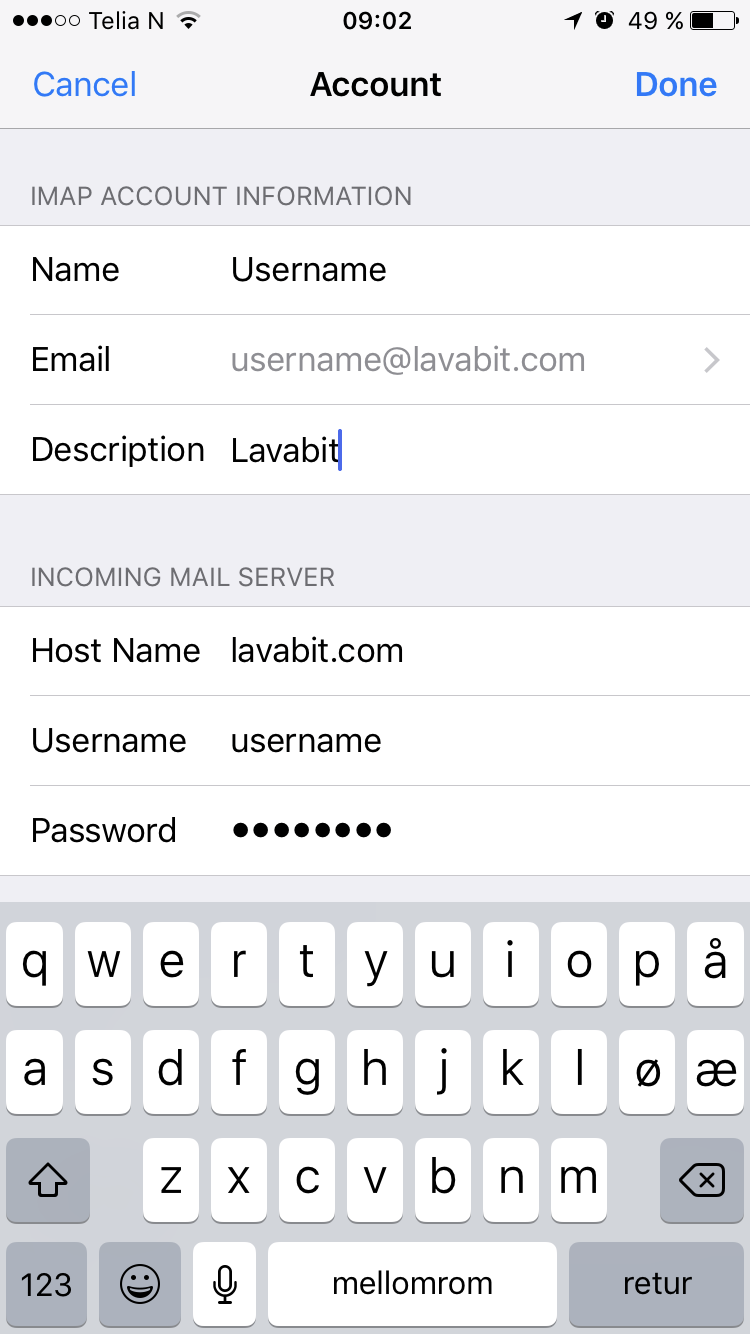 Telia N 09:02 49 %
Cancel Account Done
IMAP ACCOUNT INFORMATION
Name Username
Email username@lavabit.com
Description Lavabit
INCOMING MAIL SERVER
Host Name lavabit.com
Username username
Password ••••••••
q w e r t y u i o p å
a s d f g h j k l ø æ
z x c v b n m
123 mellomrom retur